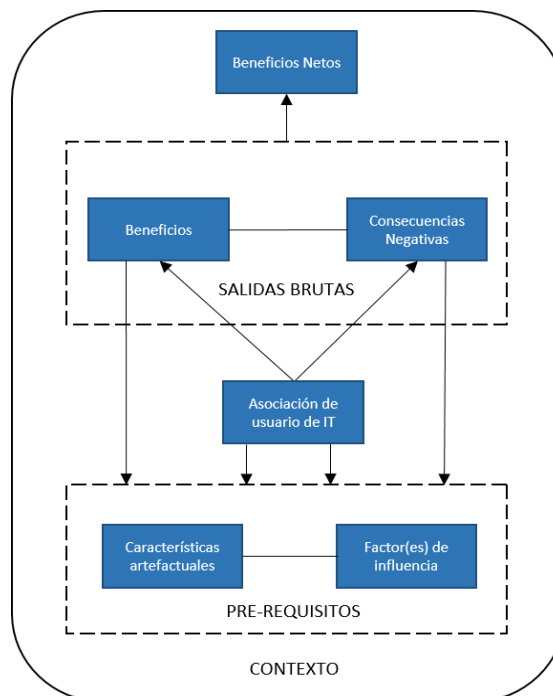 Beneficios Netos
Beneficios
Consecuencias
Negativas
SALIDAS BRUTAS
Asociación de
usuario de IT
Características
artefactuales
Factor(es) de
influencia
PRE-REQUISITOS
CONTEXTO